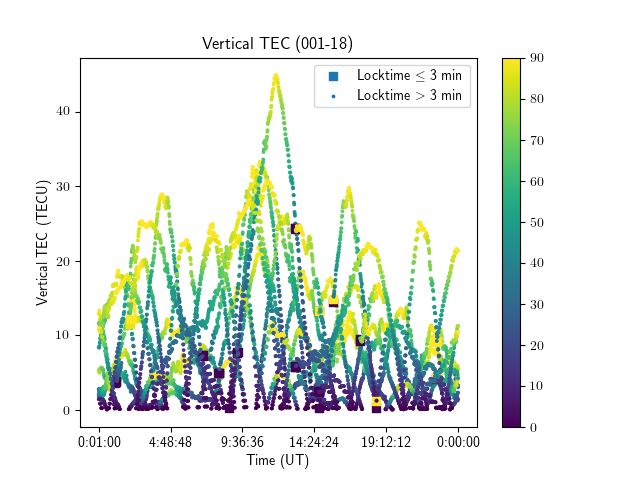 Vertical TEC (001-18)
Locktime ≤ 3 min
Locktime > 3 min
Vertical TEC (TECU)
40
30
20
10
0
0:01:00 4:48:48 9:36:36 14:24:24 19:12:12 0:00:00
Time (UT)
90
80
70
60
50
40
30
20
10
0